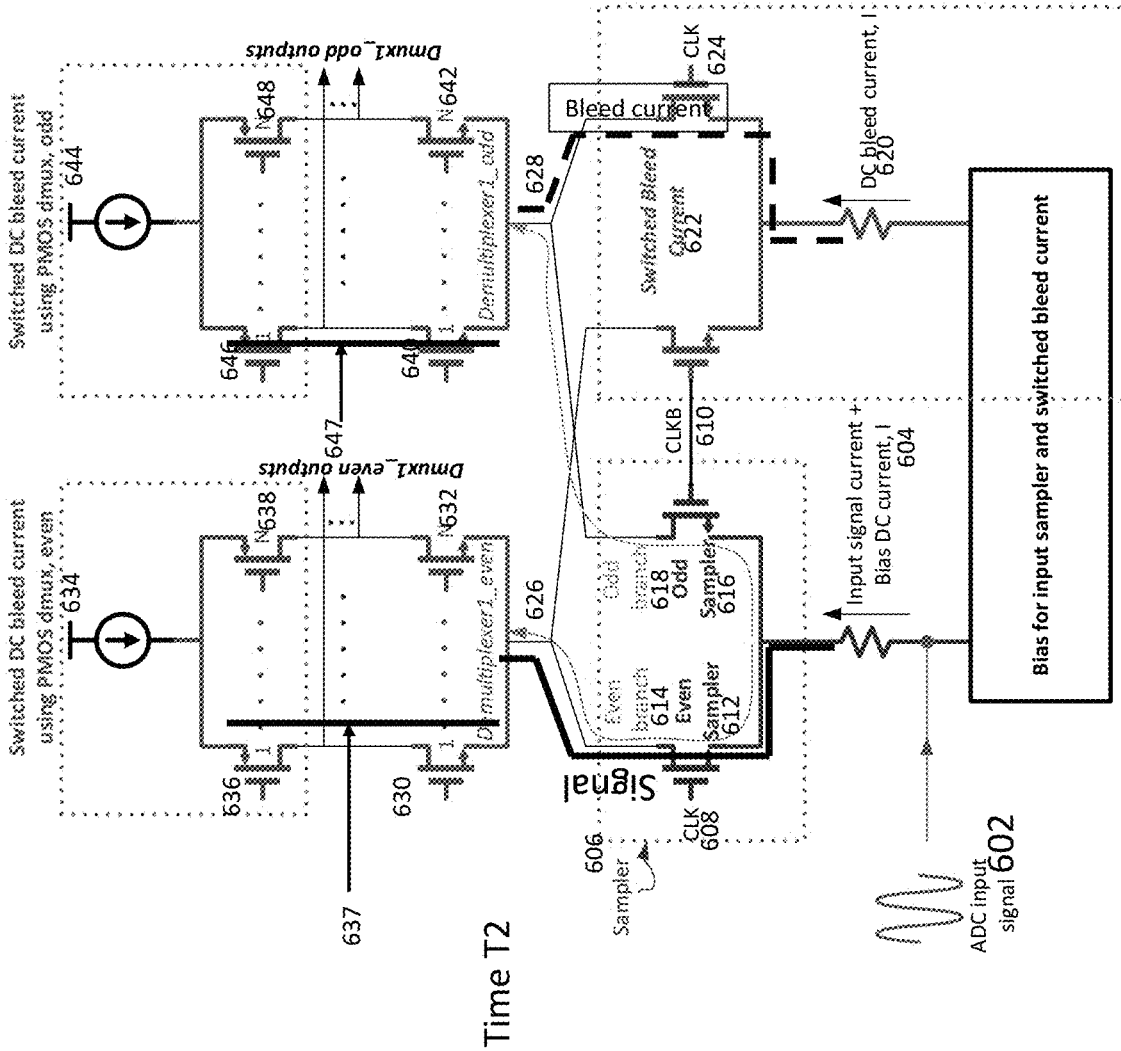 Switched DC bleed current
using PMOS dmux, even
634
636
1
N
638
637
Dmux1_even outputs
630
1
N
632
Demultiplexer1_even
626
Switched DC bleed current
using PMOS dmux, odd
644
646
1
N
648
647
Dmux1_odd outputs
640
1
N
642
Demultiplexer1_odd
628
Time T2
Sampler
606
Signal
CLK
608
Even
branch
614
Even
Sampler
612
Odd
branch
618
Odd
Sampler
616
CLKB
610
Bleed current
Switched Bleed
Current
622
CLK
624
ADC input
signal 602
Input signal current +
Bias DC current, I
604
DC bleed current, I
620
Bias for input sampler and switched bleed current